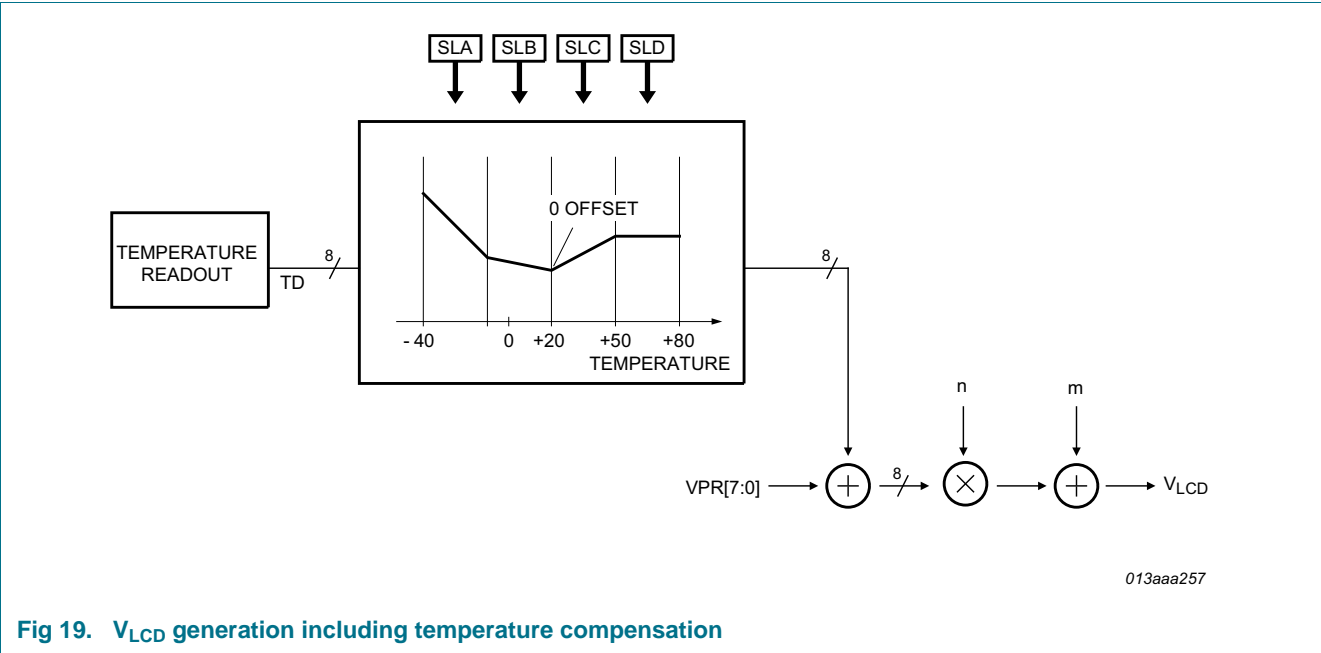 SLA SLB SLC SLD
0 OFFSET
TEMPERATURE
READOUT
TD
8
8
- 40 0 +20 +50 +80
TEMPERATURE
n m
VPR[7:0] + 8 × + VLCD
013aaa257
Fig 19. VLCD generation including temperature compensation